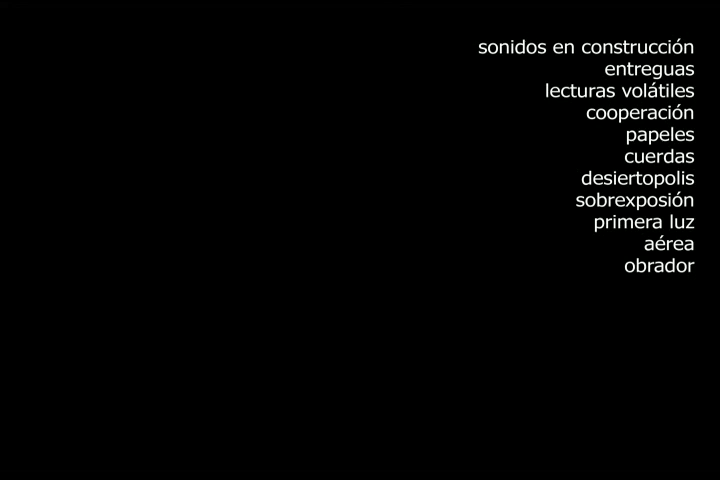 sonidos en construcción
entreguas
lecturas volátiles
cooperación
papeles
cuerdas
desiertopolis
sobrexposión
primera luz
aérea
obrador